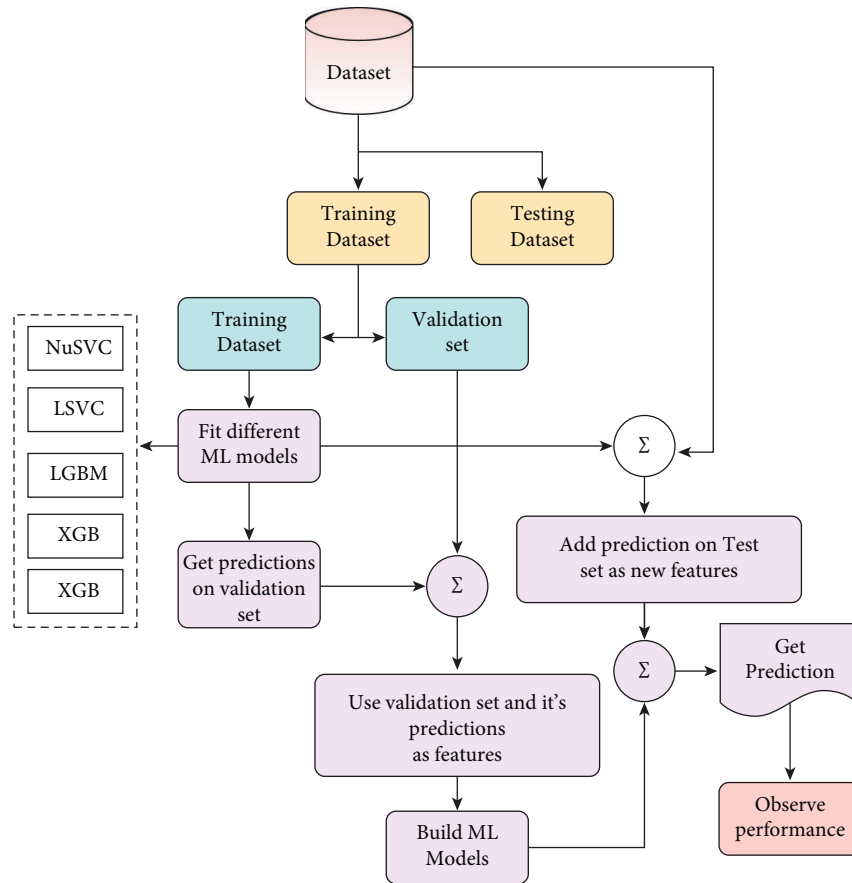 Dataset
Training
Dataset
Testing
Dataset
Training
Dataset
Validation
set
NuSVC
LSVC
LGBM
XGB
XGB
Fit different
ML models
Σ
Get predictions
on validation
set
Σ
Add prediction on Test
set as new features
Use validation set and it's
predictions
as features
Σ
Get
Prediction
Build ML
Models
Observe
performance